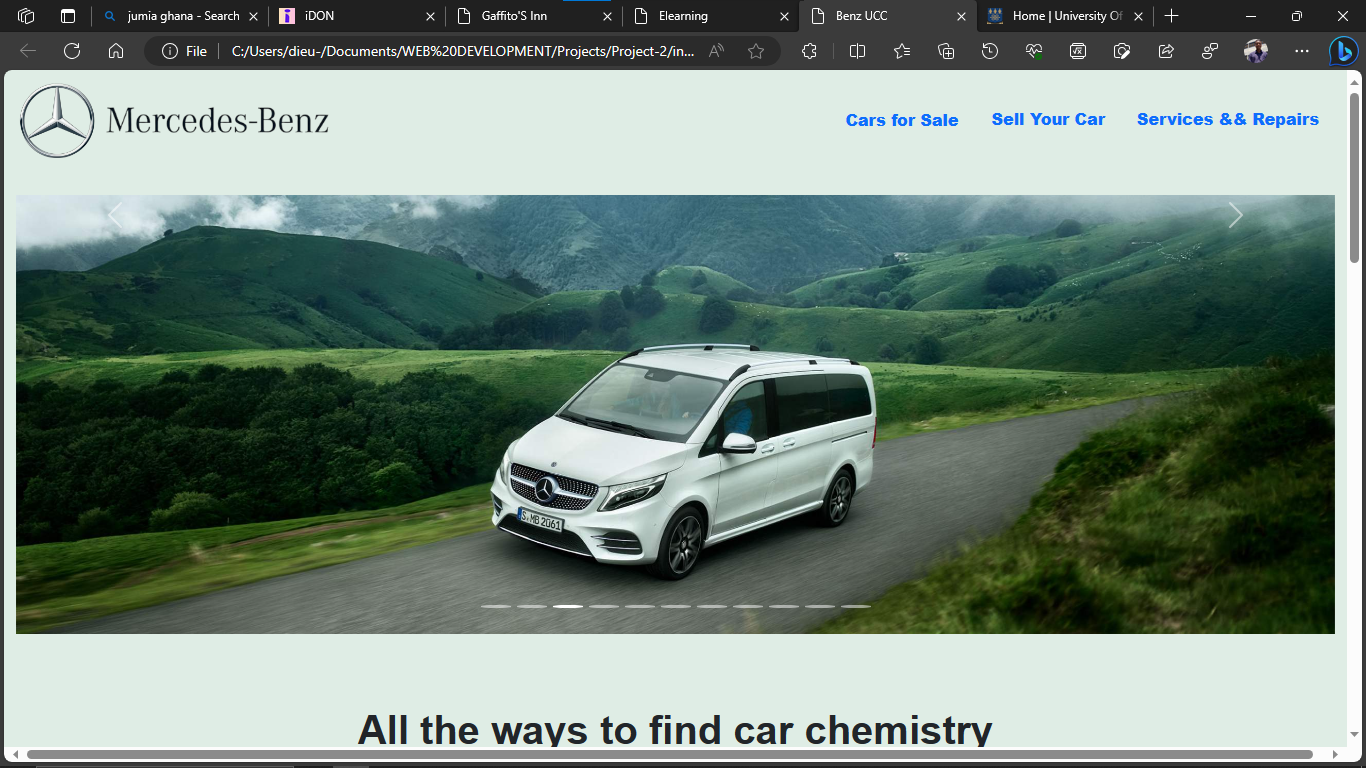 jumia ghana - Search
iDON
Gaffito'S Inn
Elearning
Benz UCC
Home | University Of
File
C:/Users/dieu-/Documents/WEB%20DEVELOPMENT/Projects/Project-2/in...
Mercedes-Benz
Cars for Sale
Sell Your Car
Services && Repairs
S·MB 2061
All the ways to find car chemistry